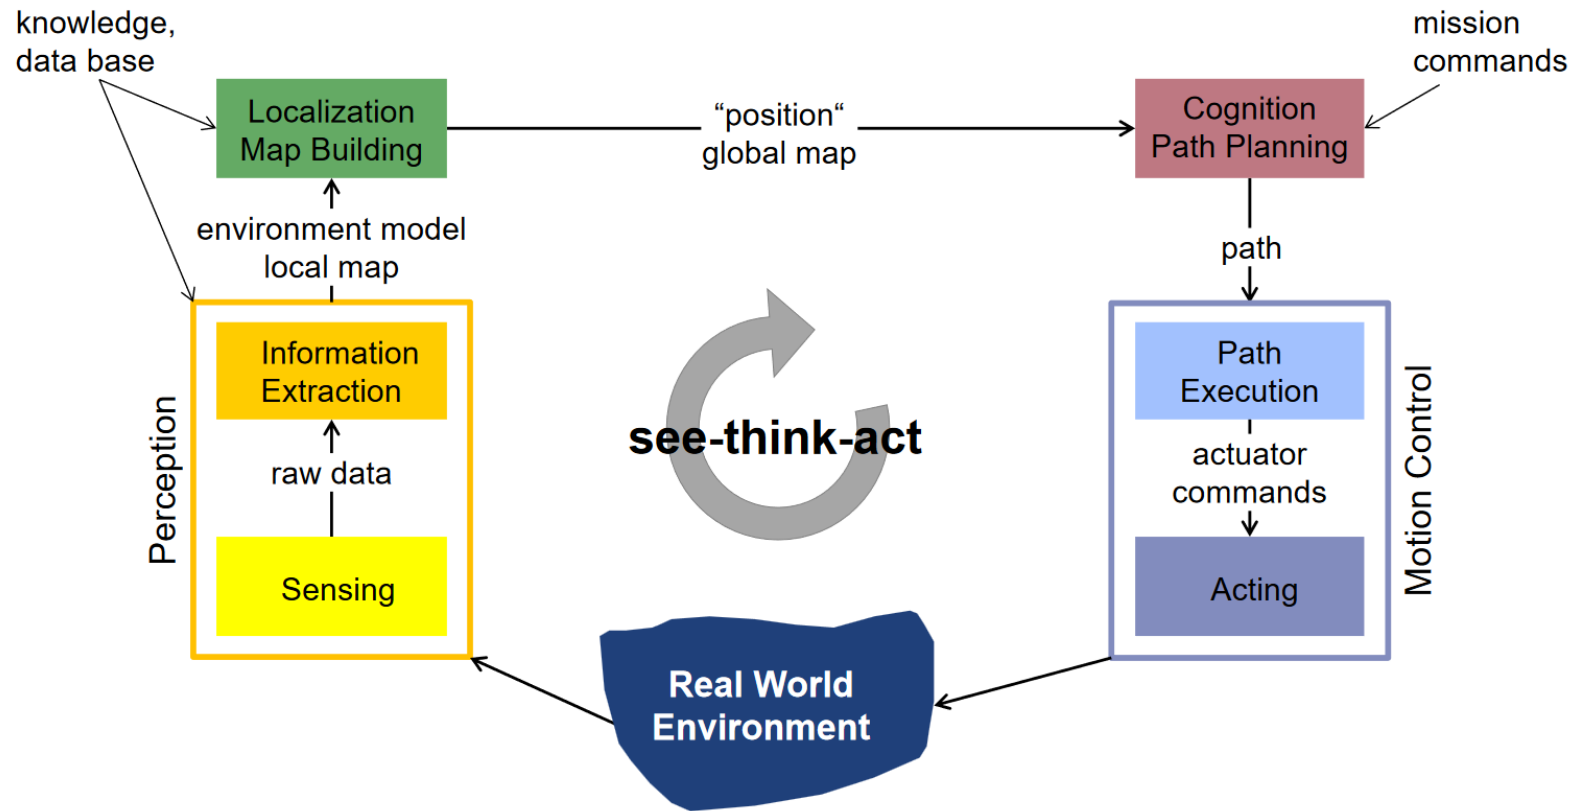 knowledge,
data base
mission
commands
Localization
Map Building
“position“
global map
Cognition
Path Planning
environment model
local map
path
Perception
Information
Extraction
raw data
Sensing
see-think-act
Path
Execution
actuator
commands
Acting
Motion Control
Real World
Environment